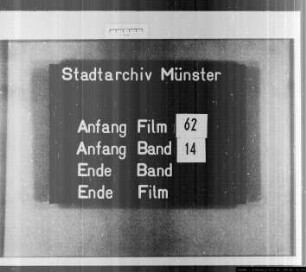 Stadtarchiv Münster
Anfang Film 62
Anfang Band 14
Ende Band
Ende Film